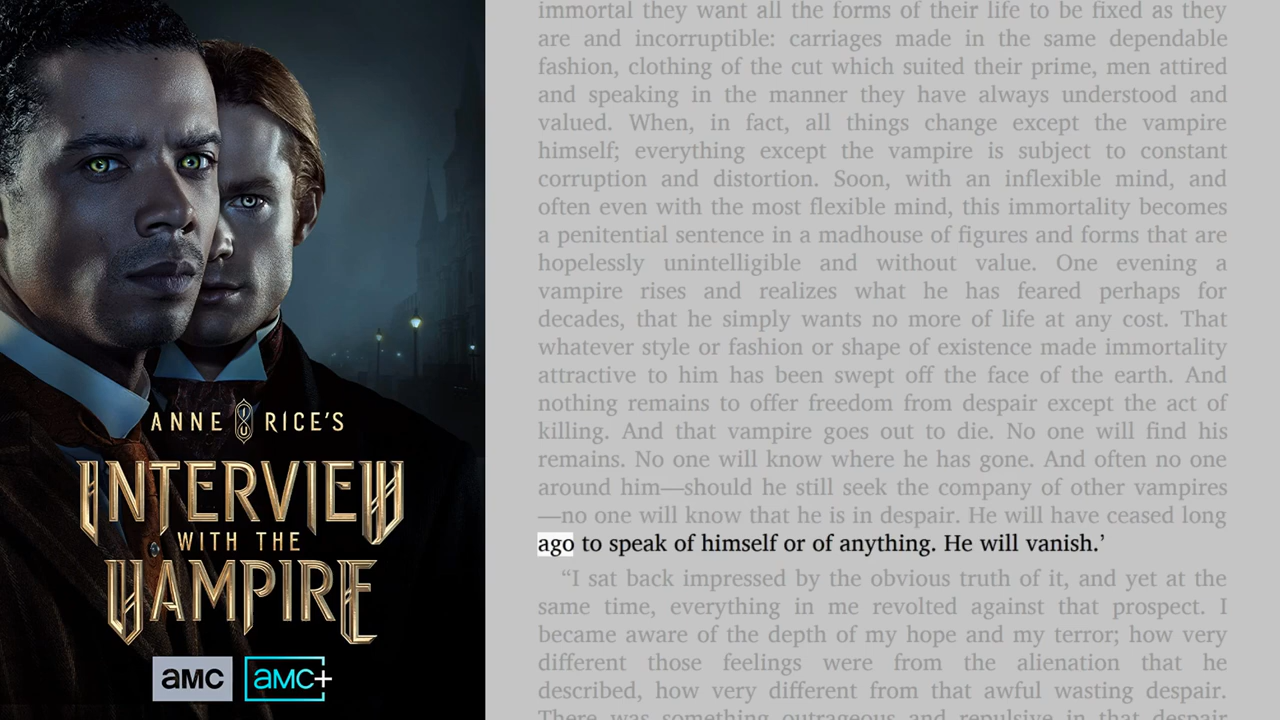 ANNE RICE'S
INTERVIEW
WITH THE
VAMPIRE
amc amc+
immortal they want all the forms of their life to be fixed as they
are and incorruptible: carriages made in the same dependable
fashion, clothing of the cut which suited their prime, men attired
and speaking in the manner they have always understood and
valued. When, in fact, all things change except the vampire
himself; everything except the vampire is subject to constant
corruption and distortion. Soon, with an inflexible mind, and
often even with the most flexible mind, this immortality becomes
a penitential sentence in a madhouse of figures and forms that are
hopelessly unintelligible and without value. One evening a
vampire rises and realizes what he has feared perhaps for
decades, that he simply wants no more of life at any cost. That
whatever style or fashion or shape of existence made immortality
attractive to him has been swept off the face of the earth. And
nothing remains to offer freedom from despair except the act of
killing. And that vampire goes out to die. No one will find his
remains. No one will know where he has gone. And often no one
around him—should he still seek the company of other vampires
—no one will know that he is in despair. He will have ceased long
ago to speak of himself or of anything. He will vanish.’
“I sat back impressed by the obvious truth of it, and yet at the
same time, everything in me revolted against that prospect. I
became aware of the depth of my hope and my terror; how very
different those feelings were from the alienation that he
described, how very different from that awful wasting despair.
There was something outrageous and repulsive in that despair